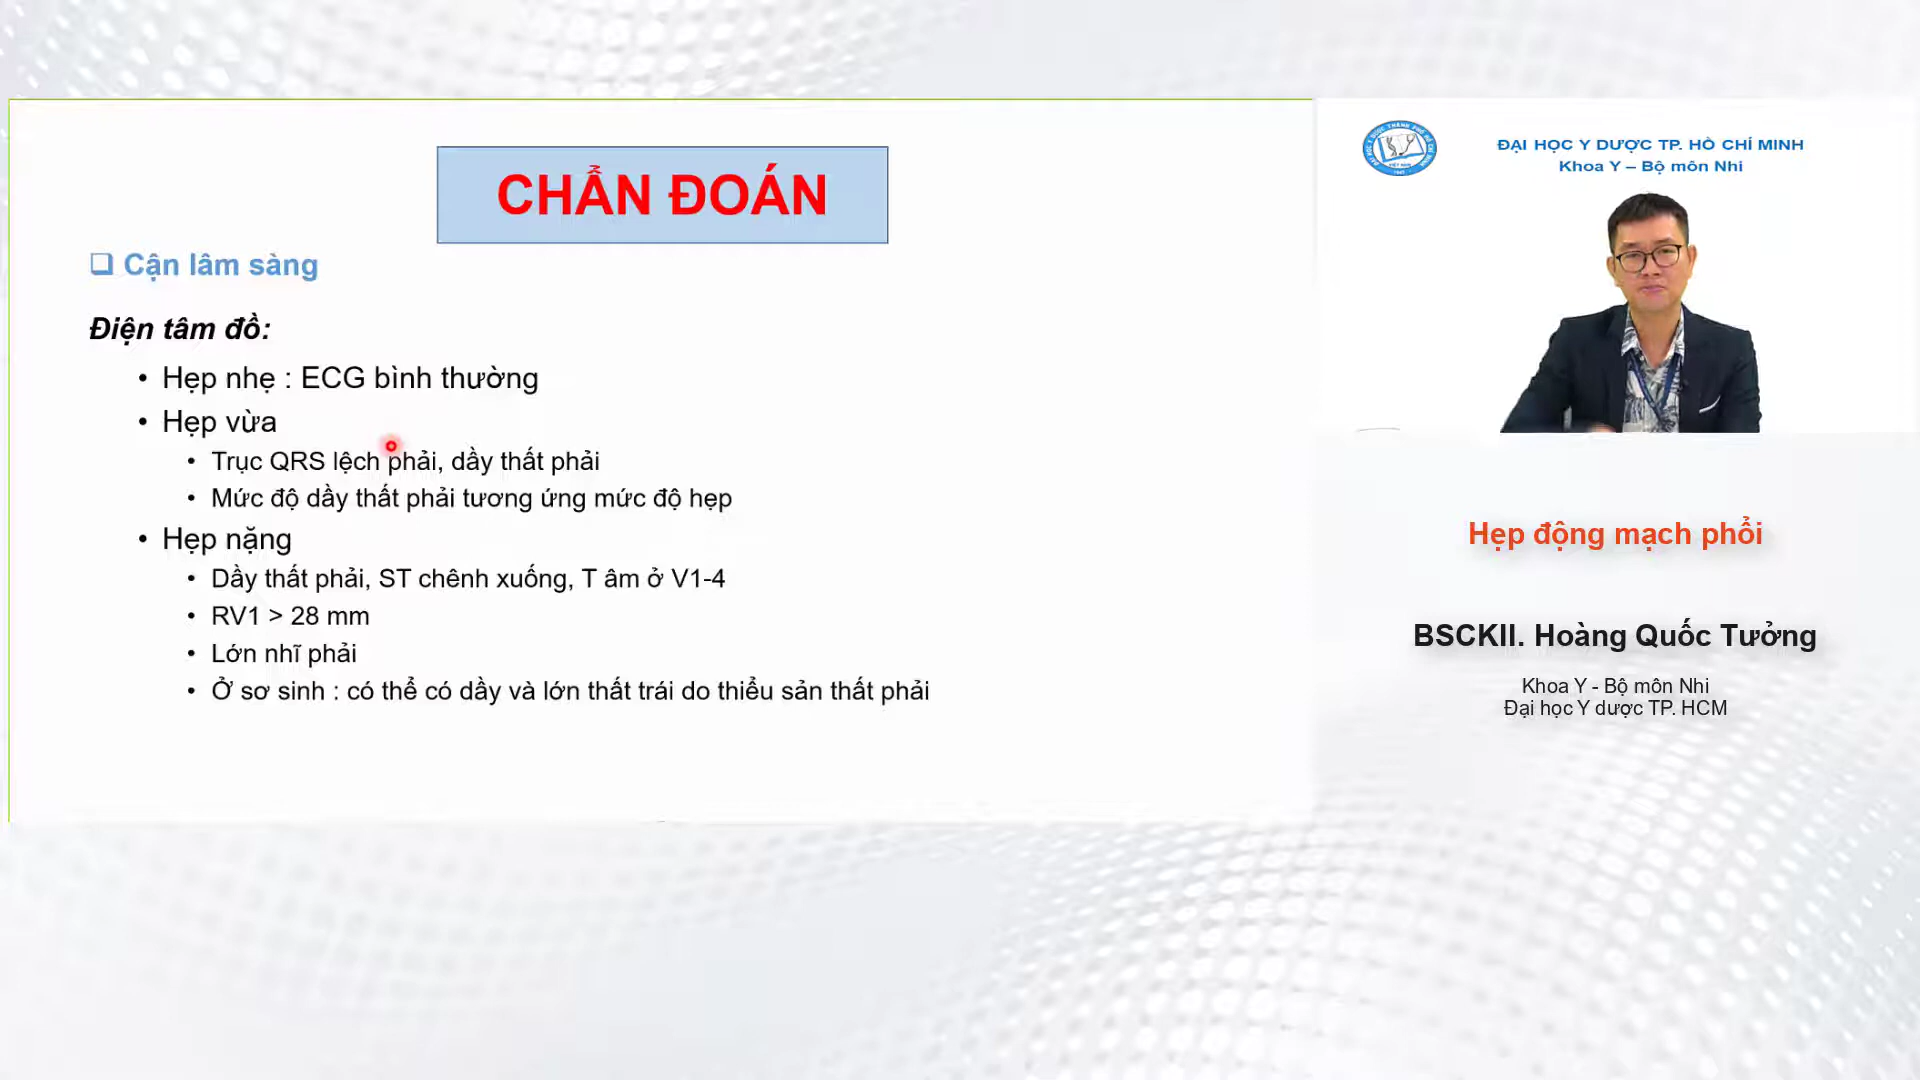 CHẨN ĐOÁN
❑ Cận lâm sàng
Điện tâm đồ:
• Hẹp nhẹ : ECG bình thường
• Hẹp vừa
• Trục QRS lệch phải, dầy thất phải
• Mức độ dầy thất phải tương ứng mức độ hẹp
• Hẹp nặng
• Dầy thất phải, ST chênh xuống, T âm ở V1-4
• RV1 > 28 mm
• Lớn nhĩ phải
• Ở sơ sinh : có thể có dầy và lớn thất trái do thiểu sản thất phải
ĐẠI HỌC Y DƯỢC TP. HỒ CHÍ MINH
Khoa Y – Bộ môn Nhi
Hẹp động mạch phổi
BSCKII. Hoàng Quốc Tưởng
Khoa Y - Bộ môn Nhi
Đại học Y dược TP. HCM